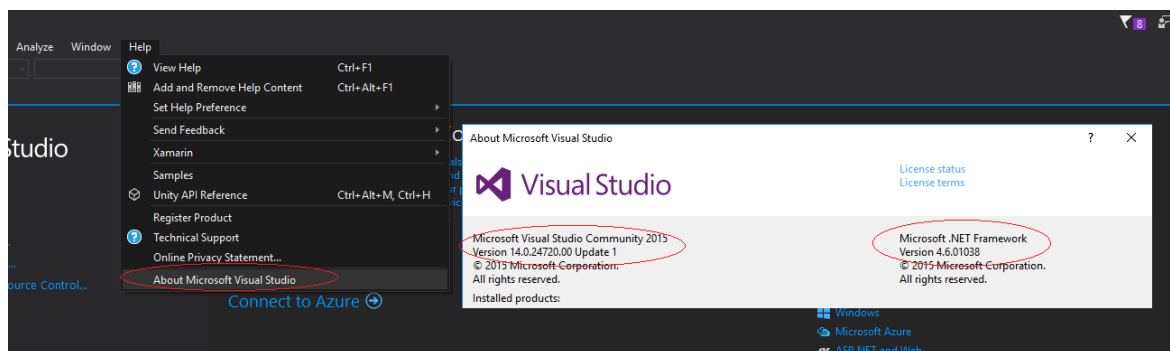 8
Analyze Window Help
View Help Ctrl+F1
Add and Remove Help Content Ctrl+Alt+F1
Set Help Preference
Send Feedback
Xamarin
Samples
Unity API Reference Ctrl+Alt+M, Ctrl+H
Register Product
Technical Support
Online Privacy Statement...
About Microsoft Visual Studio
Studio
ource Control...
Connect to Azure
About Microsoft Visual Studio ? X
Visual Studio
License status
License terms
Microsoft Visual Studio Community 2015
Version 14.0.24720.00 Update 1
© 2015 Microsoft Corporation.
All rights reserved.
Installed products:
Microsoft .NET Framework
Version 4.6.01038
© 2015 Microsoft Corporation.
All rights reserved.
Windows
Microsoft Azure
ASP.NET and Web